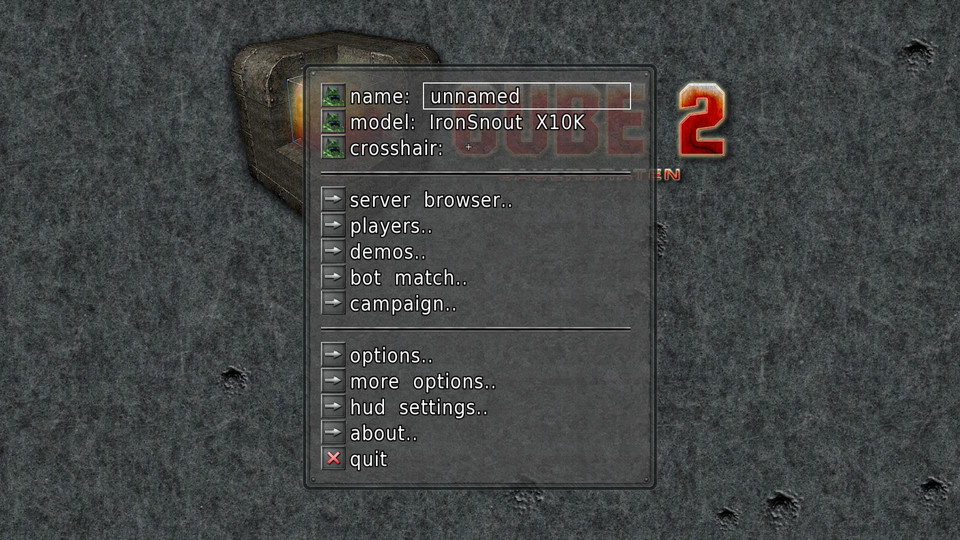 name: unnamed
CUBE 2
model: IronSnout X10K
crosshair:
server browser..
players..
demos..
bot match..
campaign..
options..
more options..
hud settings..
about..
quit